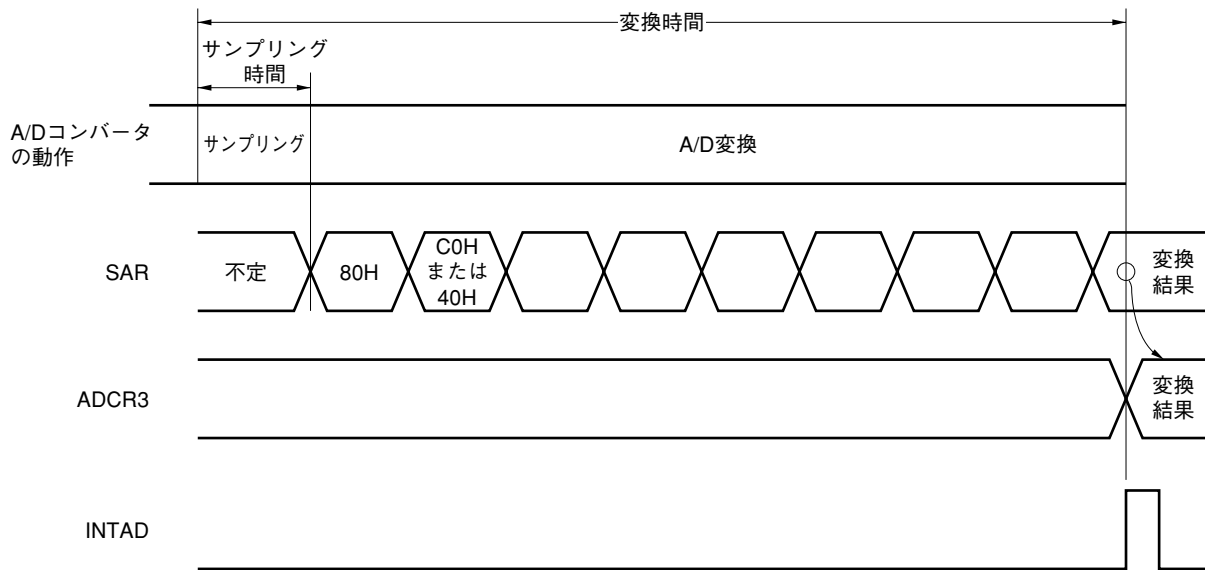 変換時間
サンプリング
時間
A/Dコンバータ
の動作
サンプリング
A/D変換
SAR
不定
80H
C0H
または
40H
変換
結果
ADCR3
変換
結果
INTAD